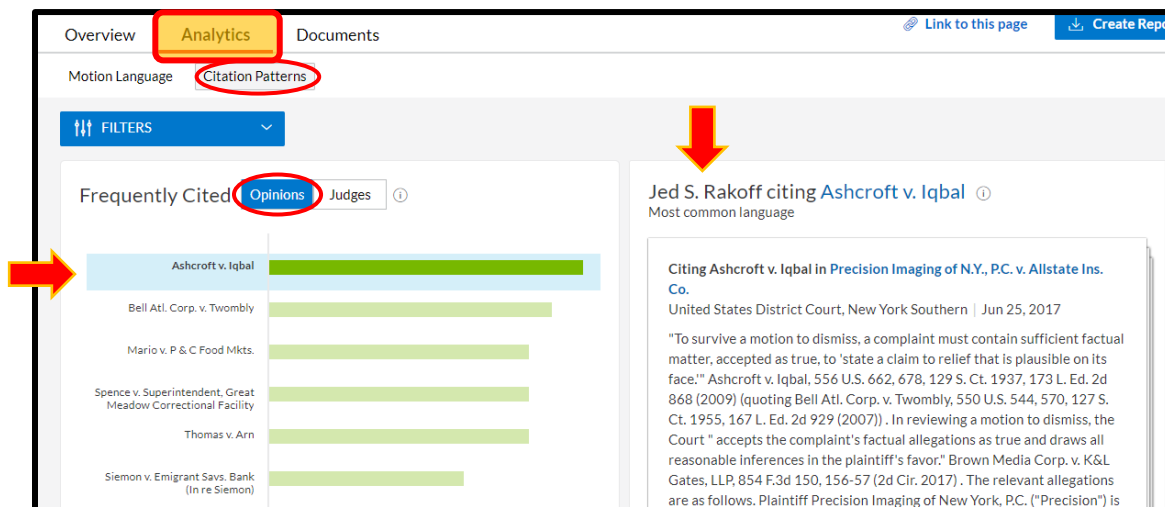 Overview Analytics Documents
Link to this page
Create Repo
Motion Language Citation Patterns
FILTERS
Frequently Cited Opinions Judges
Ashcroft v. Iqbal
Bell Atl. Corp. v. Twombly
Mario v. P & C Food Mkts.
Spence v. Superintendent, Great
Meadow Correctional Facility
Thomas v. Arn
Siemon v. Emigrant Savs. Bank
(In re Siemon)
Jed S. Rakoff citing Ashcroft v. Iqbal
Most common language
Citing Ashcroft v. Iqbal in Precision Imaging of N.Y., P.C. v. Allstate Ins.
Co.
United States District Court, New York Southern | Jun 25, 2017
"To survive a motion to dismiss, a complaint must contain sufficient factual
matter, accepted as true, to 'state a claim to relief that is plausible on its
face.'" Ashcroft v. Iqbal, 556 U.S. 662, 678, 129 S. Ct. 1937, 173 L. Ed. 2d
868 (2009) (quoting Bell Atl. Corp. v. Twombly, 550 U.S. 544, 570, 127 S.
Ct. 1955, 167 L. Ed. 2d 929 (2007)) . In reviewing a motion to dismiss, the
Court " accepts the complaint's factual allegations as true and draws all
reasonable inferences in the plaintiff's favor." Brown Media Corp. v. K&L
Gates, LLP, 854 F.3d 150, 156-57 (2d Cir. 2017) . The relevant allegations
are as follows. Plaintiff Precision Imaging of New York, P.C. ("Precision") is